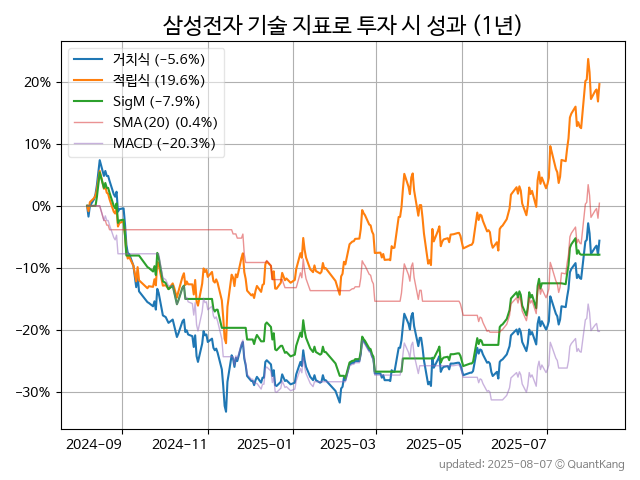 삼성전자 기술 지표로 투자 시 성과 (1년)
거치식 (−5.6%)
적립식 (19.6%)
SigM (−7.9%)
SMA(20) (0.4%)
MACD (−20.3%)
20%
10%
0%
−10%
−20%
−30%
2024-09 2024-11 2025-01 2025-03 2025-05 2025-07
updated: 2025-08-07 © QuantKang